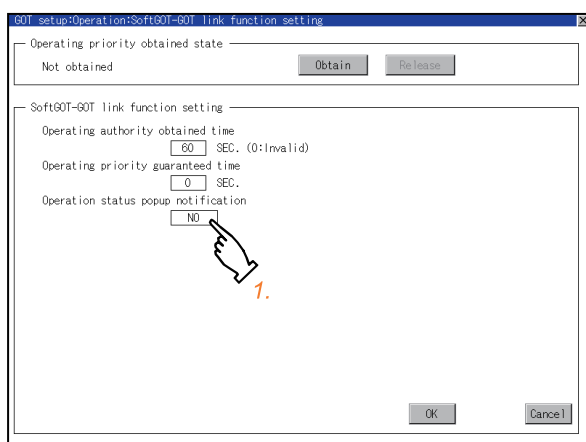 GOT setup:Operation:SoftGOT-GOT link function setting
Operating priority obtained state
Not obtained Obtain Release
SoftGOT-GOT link function setting
Operating authority obtained time
60 SEC. (0:Invalid)
Operating priority guaranteed time
0 SEC.
Operation status popup notification
NO
1.
OK Cancel